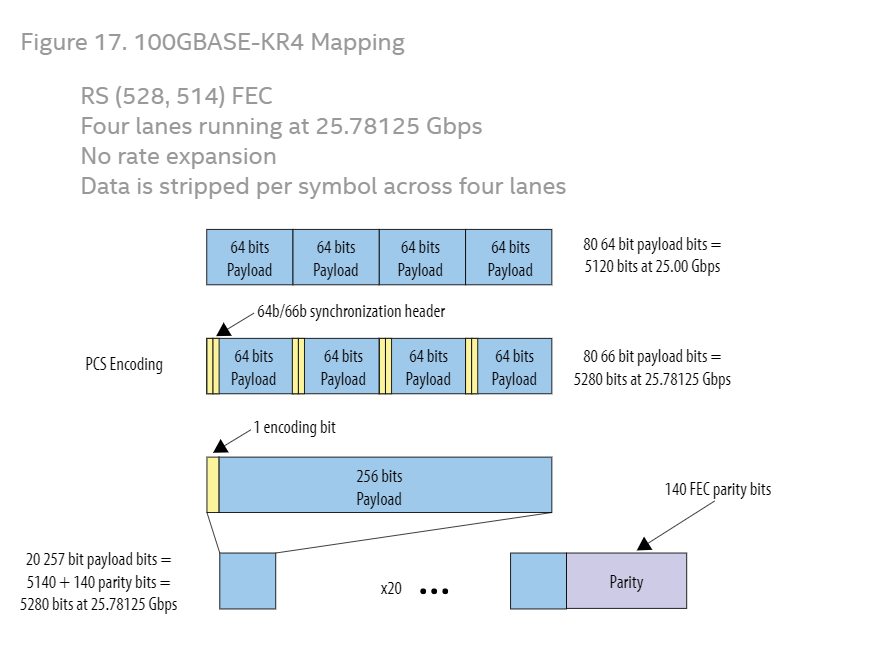 Figure 17. 100GBASE-KR4 Mapping
RS (528, 514) FEC
Four lanes running at 25.78125 Gbps
No rate expansion
Data is stripped per symbol across four lanes
64 bits 64 bits 64 bits 64 bits
Payload Payload Payload Payload
80 64 bit payload bits =
5120 bits at 25.00 Gbps
64b/66b synchronization header
PCS Encoding
64 bits 64 bits 64 bits 64 bits
Payload Payload Payload Payload
80 66 bit payload bits =
5280 bits at 25.78125 Gbps
1 encoding bit
256 bits
Payload
140 FEC parity bits
20 257 bit payload bits =
5140 + 140 parity bits =
5280 bits at 25.78125 Gbps
x20 •••
Parity